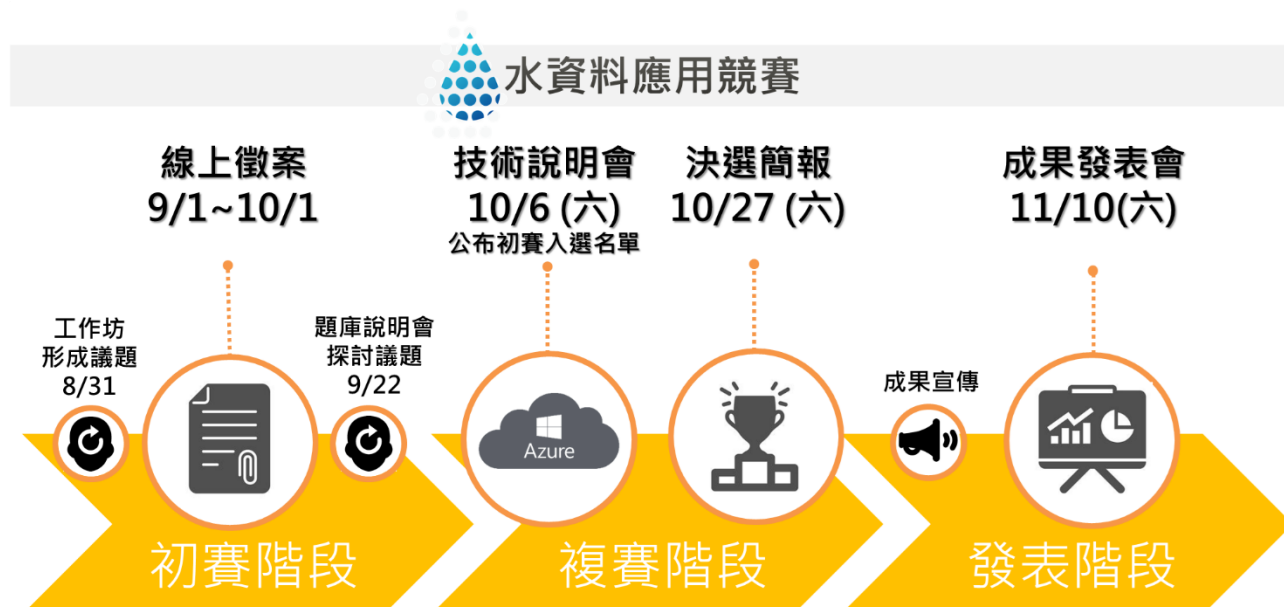 水資料應用競賽
線上徵案
9/1~10/1
技術說明會
10/6 (六)
公布初賽入選名單
決選簡報
10/27 (六)
成果發表會
11/10(六)
工作坊
形成議題
8/31
題庫說明會
探討議題
9/22
成果宣傳
Azure
初賽階段
複賽階段
發表階段